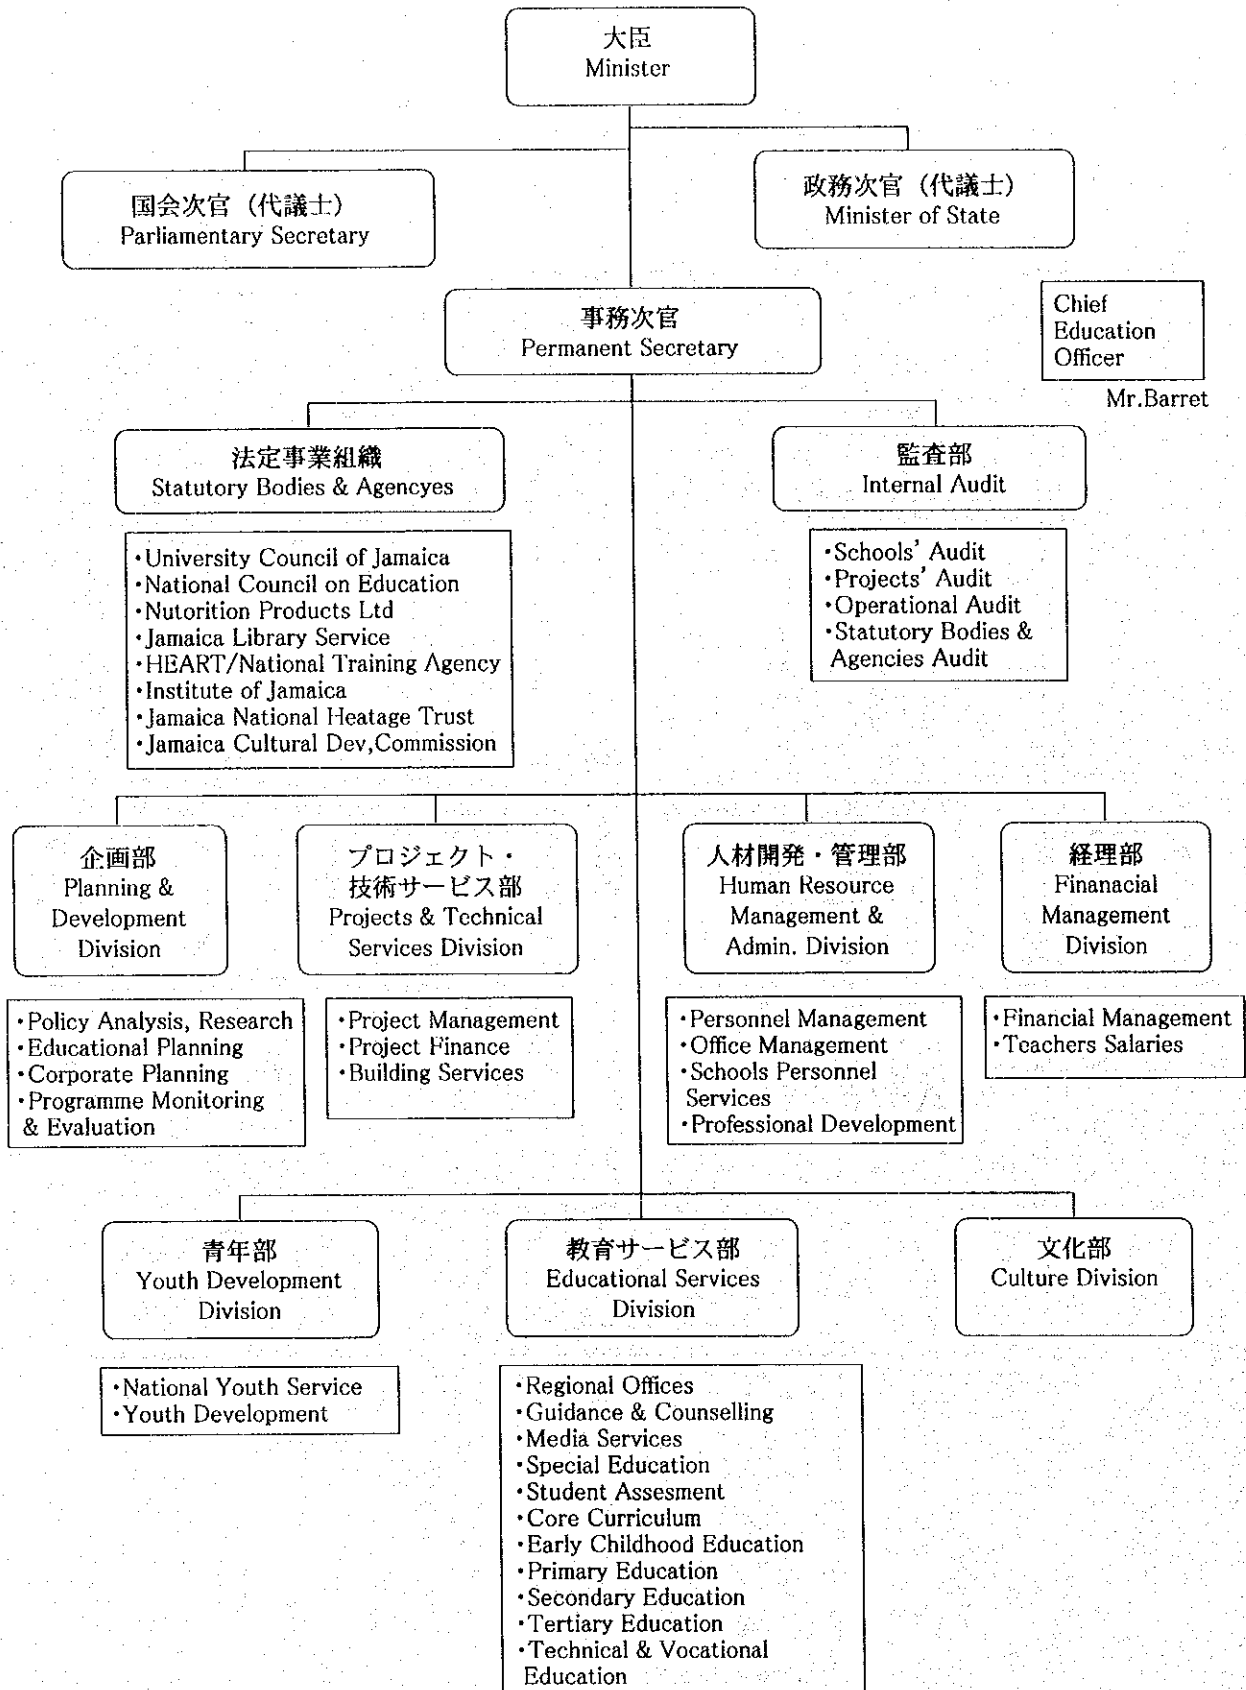 大臣
Minister
国会次官（代議士）
Parliamentary Secretary
政務次官（代議士）
Minister of State
事務次官
Permanent Secretary
Chief
Education
Officer
Mr.Barret
法定事業組織
Statutory Bodies & Agencyes
監査部
Internal Audit
・University Council of Jamaica
・National Council on Education
・Nutorition Products Ltd
・Jamaica Library Service
・HEART/National Training Agency
・Institute of Jamaica
・Jamaica National Heatage Trust
・Jamaica Cultural Dev,Commission
・Schools' Audit
・Projects' Audit
・Operational Audit
・Statutory Bodies &
Agencies Audit
企画部
Planning &
Development
Division
プロジェクト・
技術サービス部
Projects & Technical
Services Division
人材開発・管理部
Human Resource
Management &
Admin. Division
経理部
Finanacial
Management
Division
・Policy Analysis, Research
・Educational Planning
・Corporate Planning
・Programme Monitoring
& Evaluation
・Project Management
・Project Finance
・Building Services
・Personnel Management
・Office Management
・Schools Personnel
Services
・Professional Development
・Financial Management
・Teachers Salaries
青年部
Youth Development
Division
教育サービス部
Educational Services
Division
文化部
Culture Division
・National Youth Service
・Youth Development
・Regional Offices
・Guidance & Counselling
・Media Services
・Special Education
・Student Assesment
・Core Curriculum
・Early Childhood Education
・Primary Education
・Secondary Education
・Tertiary Education
・Technical & Vocational
Education